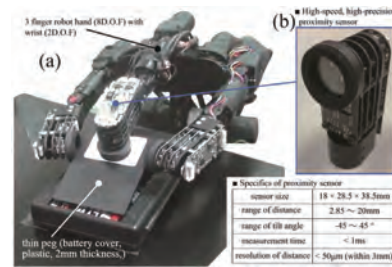 3 finger robot hand (8D.O.F) with
wrist (2D.O.F)
(a)
(b)
■ High-speed, high-precision
proximity sensor
thin peg (battery cover,
plastic, 2mm thickness,)
■ Specifics of proximity sensor
sensor size 18 × 28.5 × 38.5mm
range of distance 2.85 ～ 20mm
range of tilt angle -45 ～ 45 °
measurement time < 1ms
resolution of distance < 50μm (within 3mm)